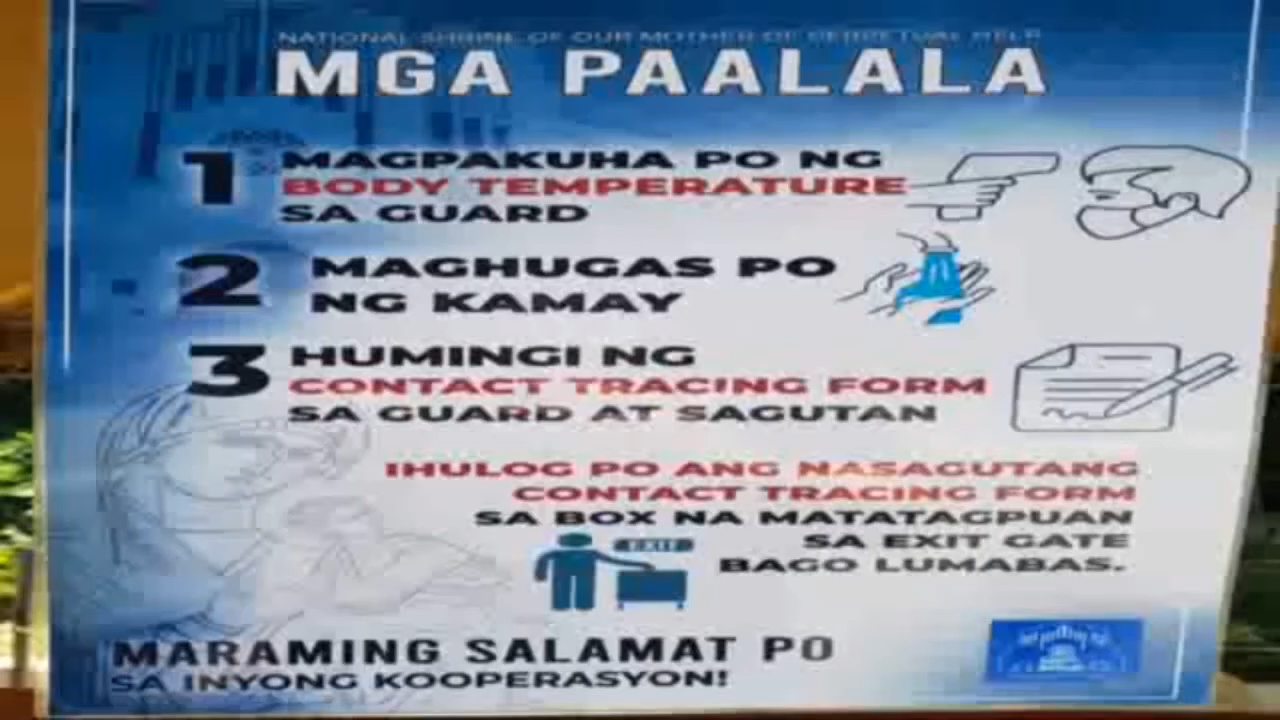 NATIONAL SHRINE OF OUR MOTHER OF PERPETUAL HELP
MGA PAALALA
1 MAGPAKUHA PO NG
BODY TEMPERATURE
SA GUARD
2 MAGHUGAS PO
NG KAMAY
3 HUMINGI NG
CONTACT TRACING FORM
SA GUARD AT SAGUTAN
IHULOG PO ANG NASAGUTANG
CONTACT TRACING FORM
SA BOX NA MATATAGPUAN
SA EXIT GATE
BAGO LUMABAS.
EXIT
MARAMING SALAMAT PO
SA INYONG KOOPERASYON!